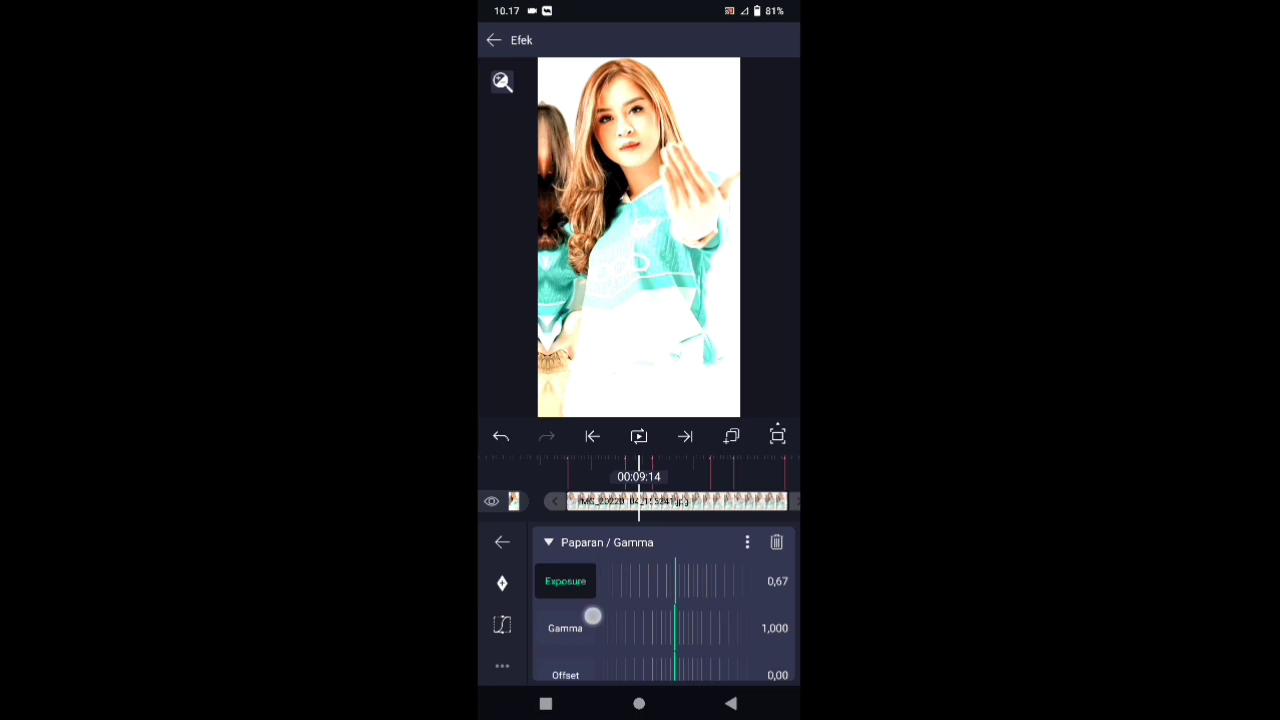 10.17
81%
Efek
00:09:14
Paparan / Gamma
Exposure
0,67
Gamma
1,000
Offset
0,00